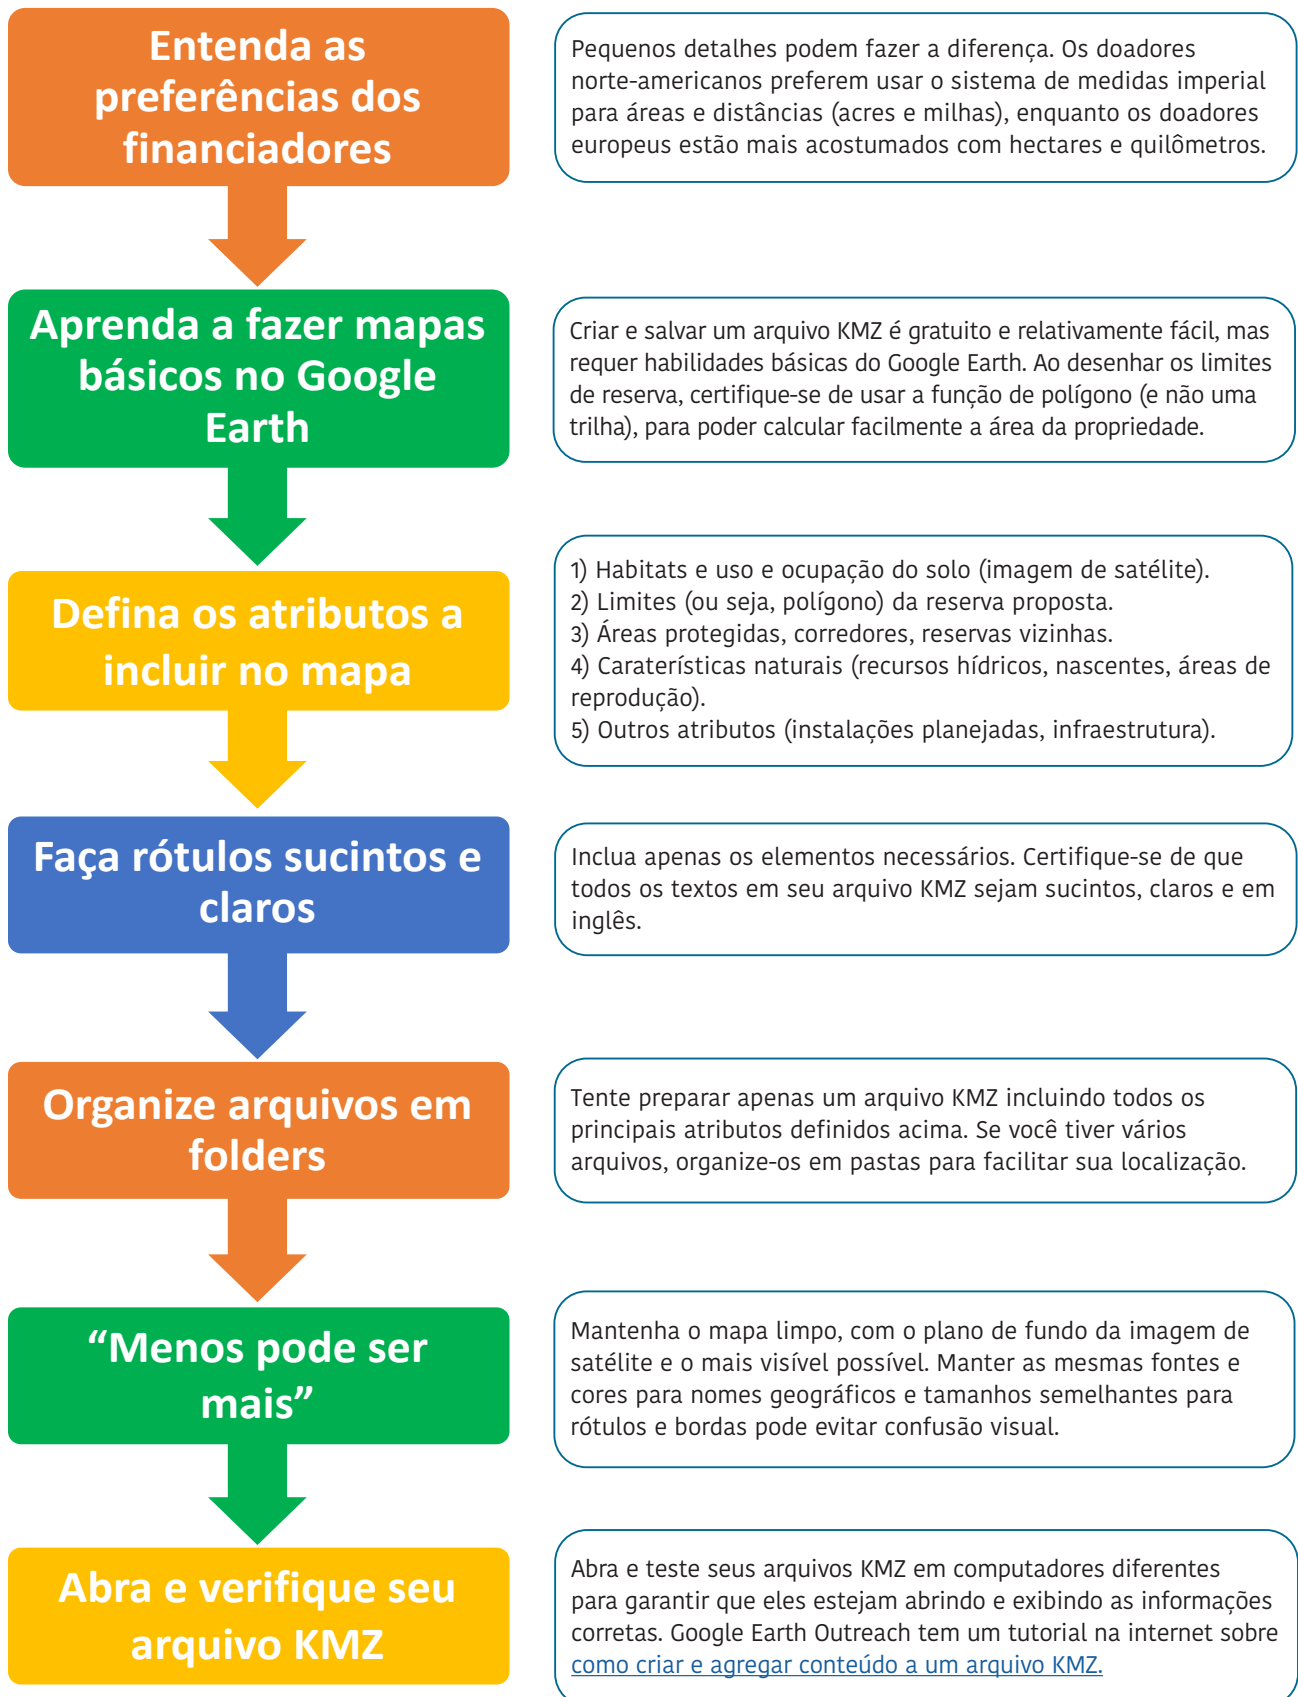 Entenda as
preferências dos
financiadores
Pequenos detalhes podem fazer a diferença. Os doadores
norte-americanos preferem usar o sistema de medidas imperial
para áreas e distâncias (acres e milhas), enquanto os doadores
europeus estão mais acostumados com hectares e quilômetros.
Aprenda a fazer mapas
básicos no Google
Earth
Criar e salvar um arquivo KMZ é gratuito e relativamente fácil, mas
requer habilidades básicas do Google Earth. Ao desenhar os limites
de reserva, certifique-se de usar a função de polígono (e não uma
trilha), para poder calcular facilmente a área da propriedade.
Defina os atributos a
incluir no mapa
1) Habitats e uso e ocupação do solo (imagem de satélite).
2) Limites (ou seja, polígono) da reserva proposta.
3) Áreas protegidas, corredores, reservas vizinhas.
4) Caraterísticas naturais (recursos hídricos, nascentes, áreas de
reprodução).
5) Outros atributos (instalações planejadas, infraestrutura).
Faça rótulos sucintos e
claros
Inclua apenas os elementos necessários. Certifique-se de que
todos os textos em seu arquivo KMZ sejam sucintos, claros e em
inglês.
Organize arquivos em
folders
Tente preparar apenas um arquivo KMZ incluindo todos os
principais atributos definidos acima. Se você tiver vários
arquivos, organize-os em pastas para facilitar sua localização.
“Menos pode ser
mais”
Mantenha o mapa limpo, com o plano de fundo da imagem de
satélite e o mais visível possível. Manter as mesmas fontes e
cores para nomes geográficos e tamanhos semelhantes para
rótulos e bordas pode evitar confusão visual.
Abra e verifique seu
arquivo KMZ
Abra e teste seus arquivos KMZ em computadores diferentes
para garantir que eles estejam abrindo e exibindo as informações
corretas. Google Earth Outreach tem um tutorial na internet sobre
como criar e agregar conteúdo a um arquivo KMZ.